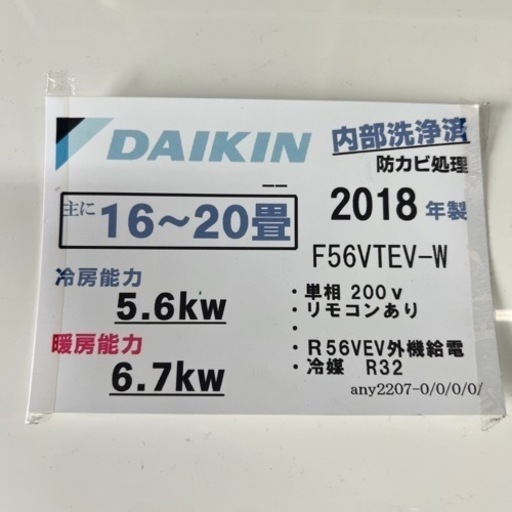 DAIKIN
内部洗浄済
防カビ処理
主に 16～20畳
2018 年製
F56VTEV-W
冷房能力
5.6kw
・単相 200v
・リモコンあり
・
暖房能力
6.7kw
・R56VEV外機給電
・冷媒 R32
any2207-0/0/0/0/